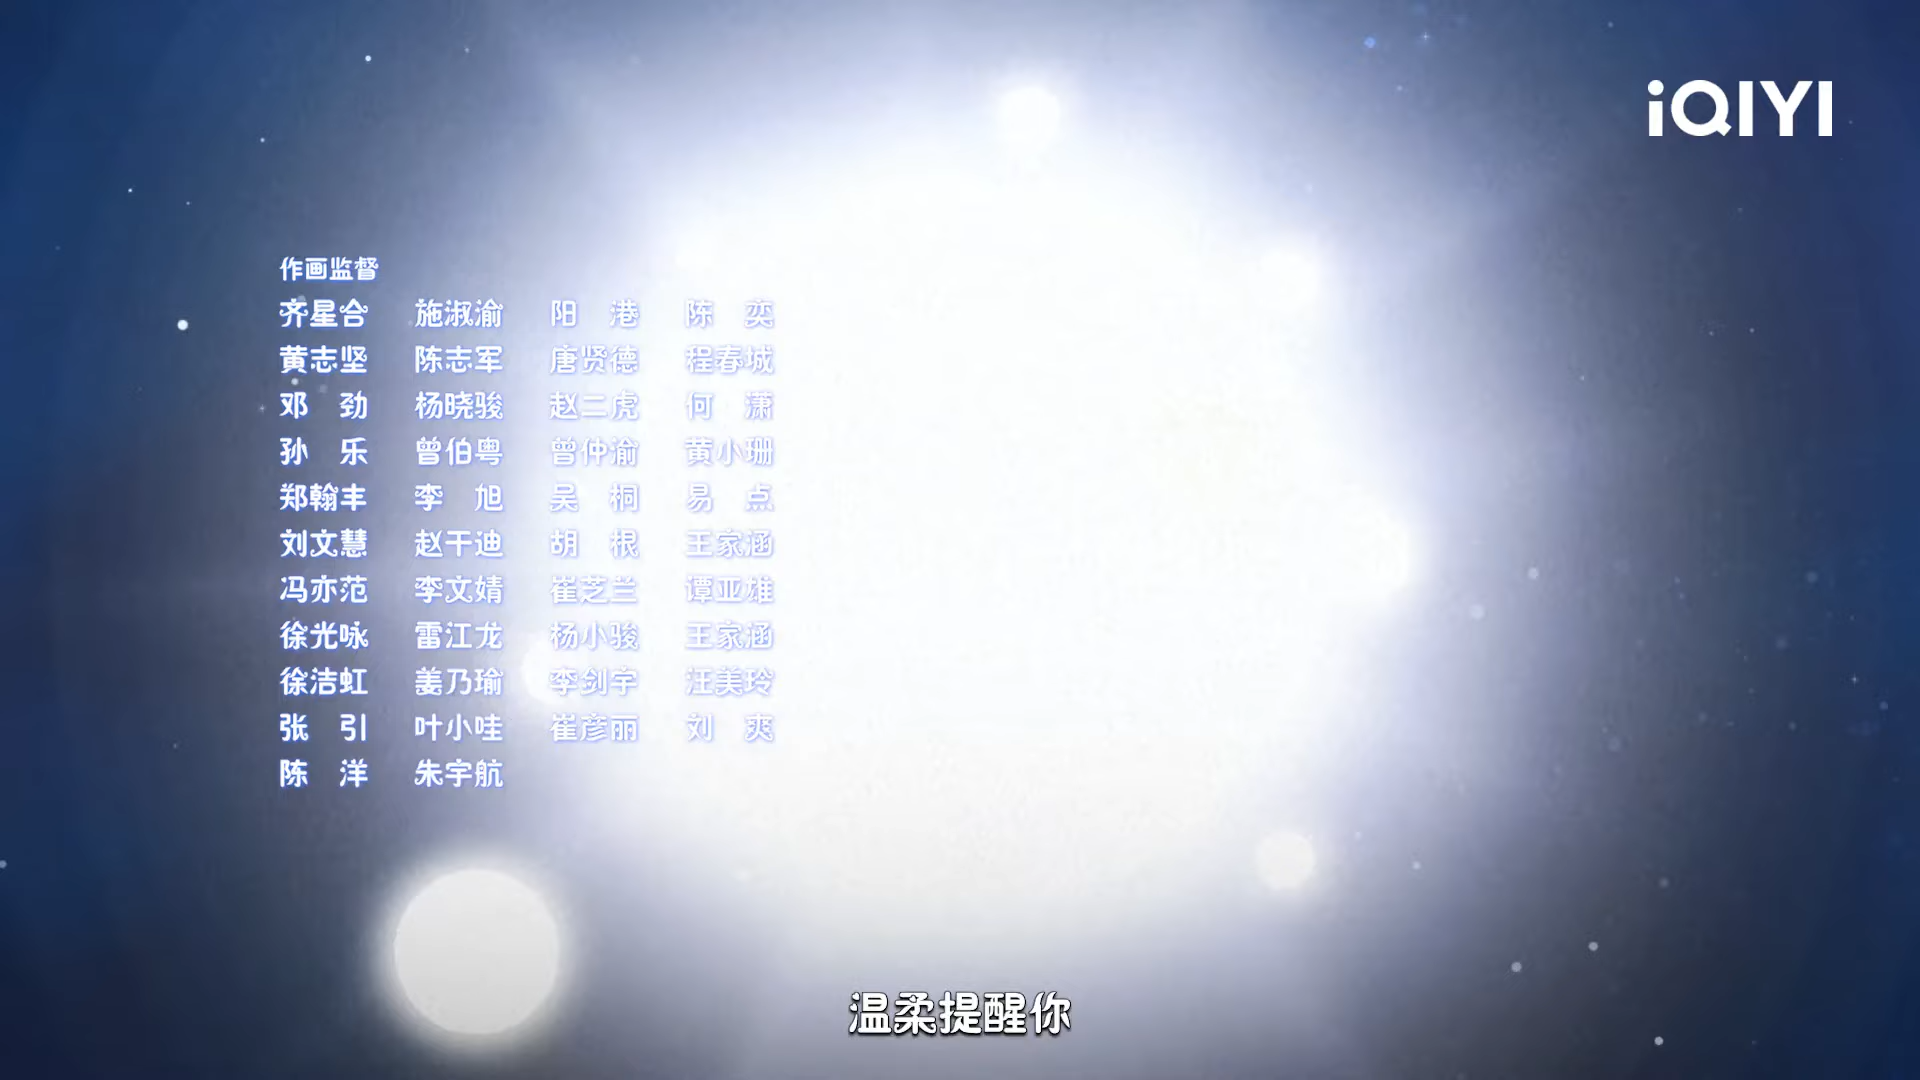 iQIYI
作画监督
齐星合 施淑渝 阳 港 陈 奕
黄志坚 陈志军 唐贤德 程春城
邓 劲 杨晓骏 赵二虎 何 潇
孙 乐 曾伯粤 曾仲渝 黄小珊
郑翰丰 李 旭 吴 桐 易 点
刘文慧 赵干迪 胡 根 王家涵
冯亦范 李文婧 崔芝兰 谭亚雄
徐光咏 雷江龙 杨小骏 王家涵
徐洁虹 姜乃瑜 李剑宇 汪美玲
张 引 叶小哇 崔彦丽 刘 爽
陈 洋 朱宇航
温柔提醒你